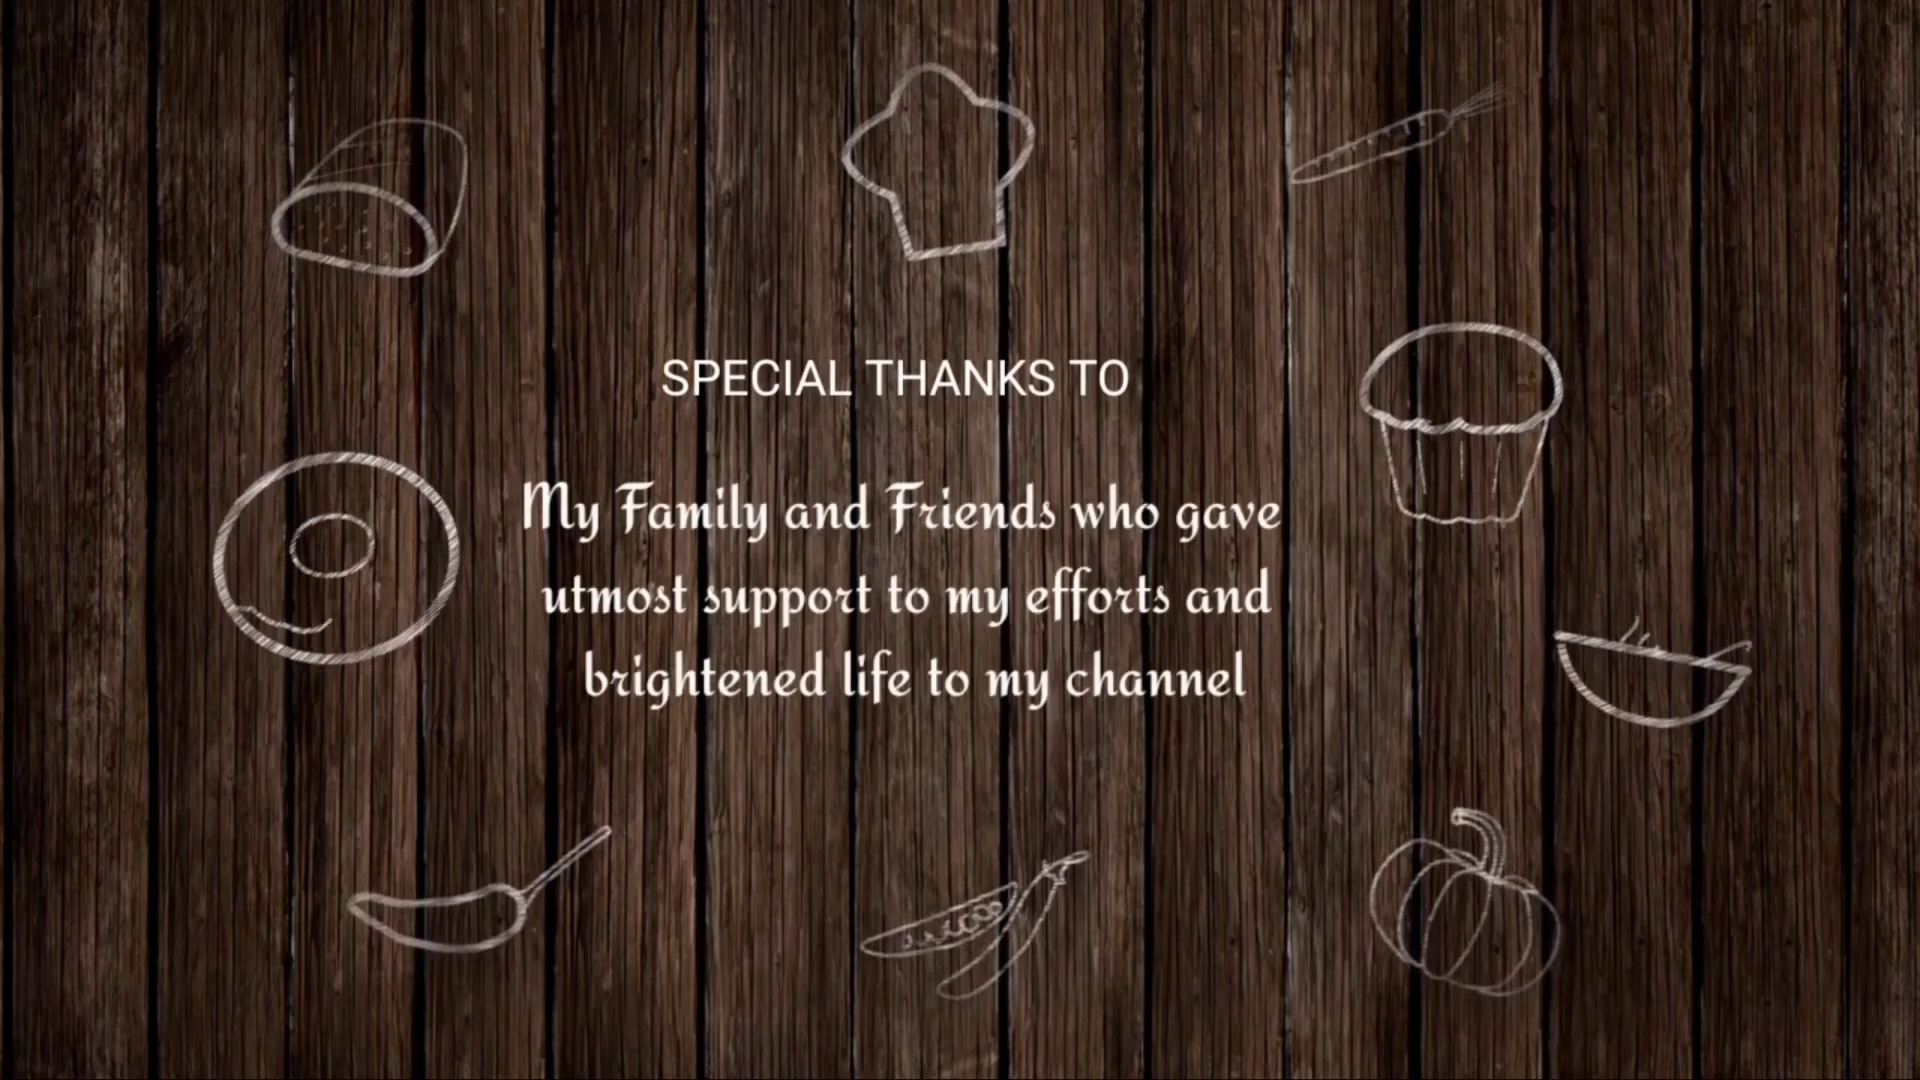 SPECIAL THANKS TO
My Family and Friends who gave
utmost support to my efforts and
brightened life to my channel